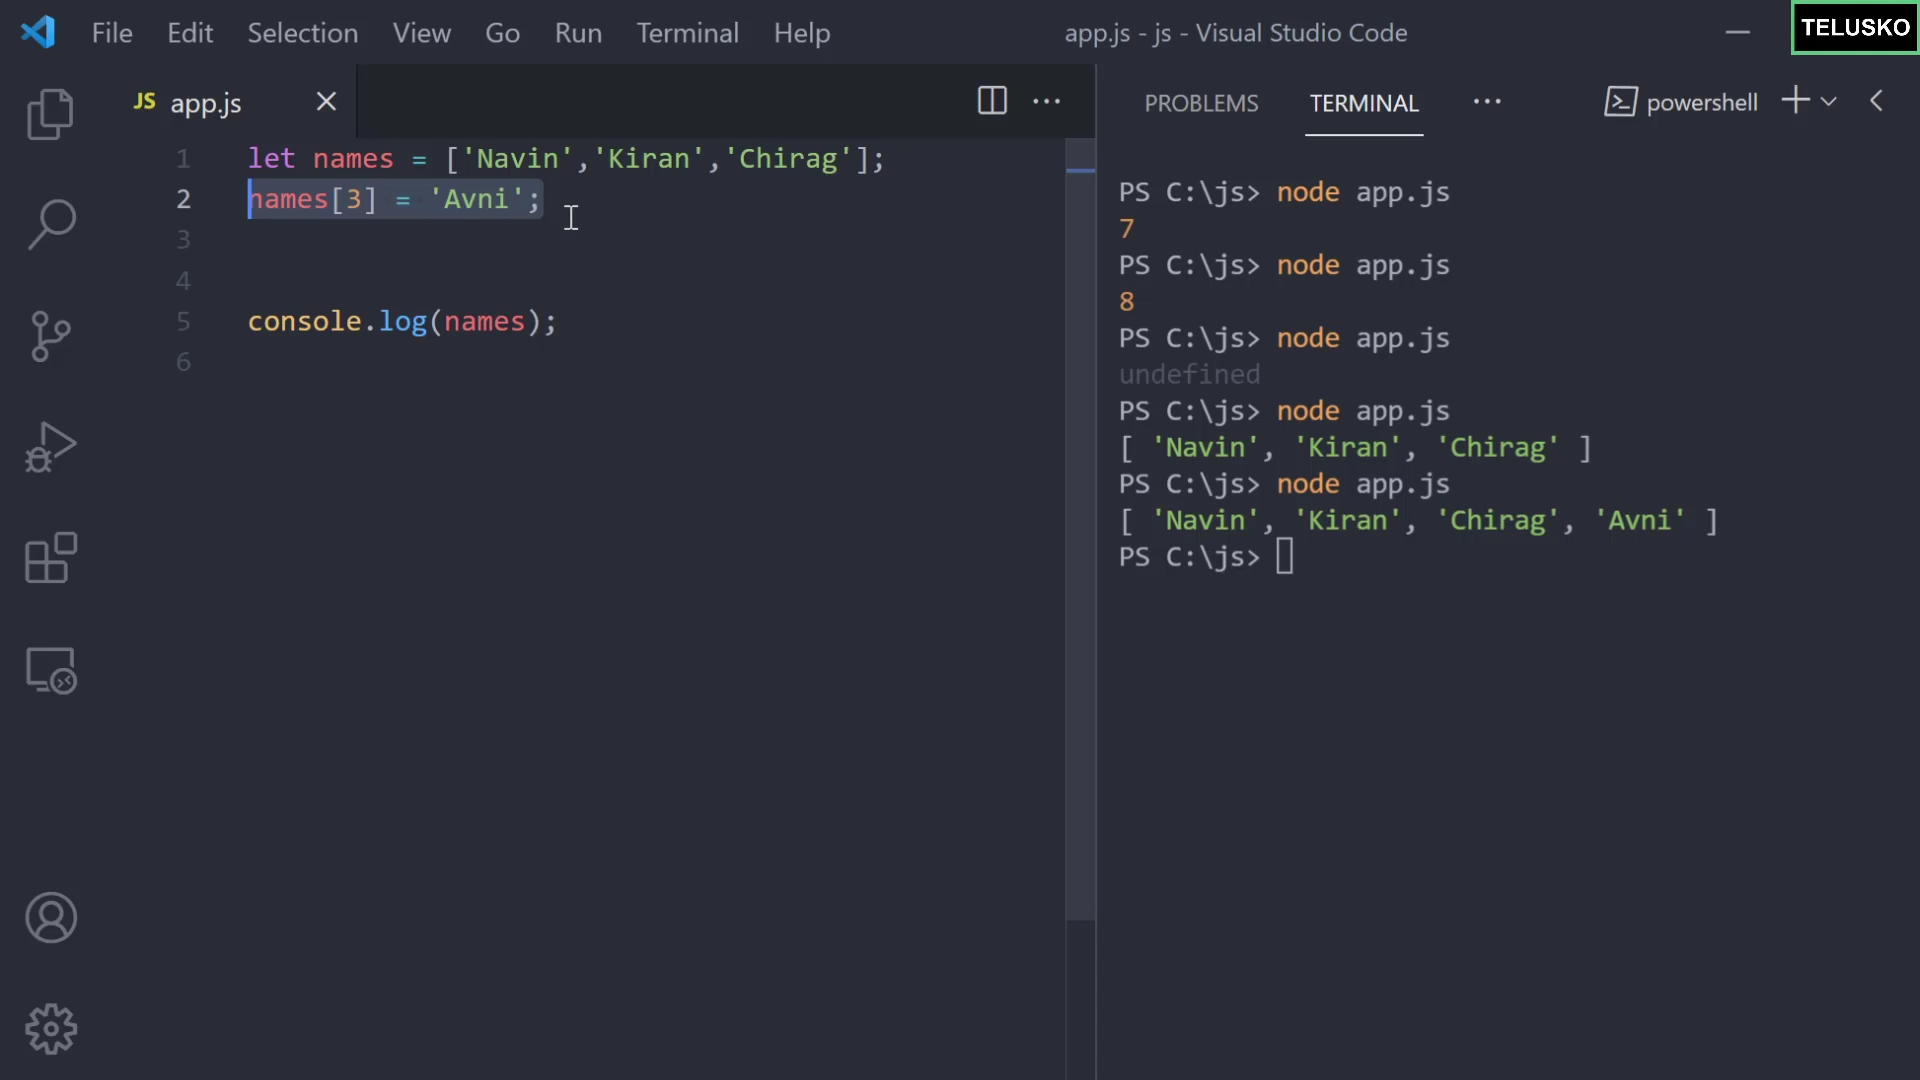 File Edit Selection View Go Run Terminal Help app.js - js - Visual Studio Code TELUSKO
JS app.js
PROBLEMS TERMINAL powershell
1 let names = ['Navin','Kiran','Chirag'];
2 names[3] = 'Avni';
3
4
5 console.log(names);
6
PS C:\js> node app.js
7
PS C:\js> node app.js
8
PS C:\js> node app.js
undefined
PS C:\js> node app.js
[ 'Navin', 'Kiran', 'Chirag' ]
PS C:\js> node app.js
[ 'Navin', 'Kiran', 'Chirag', 'Avni' ]
PS C:\js>